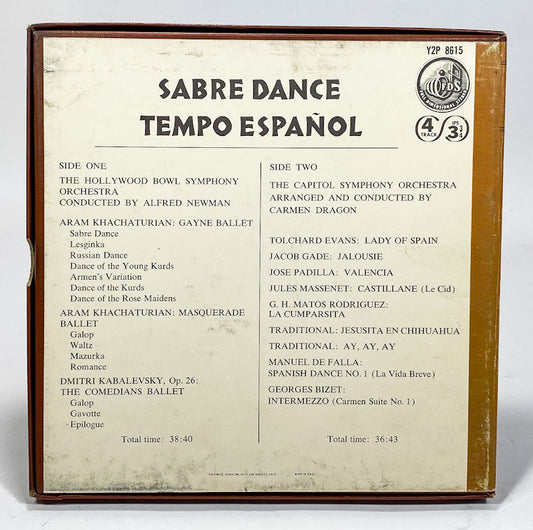 Y2P 8615
SABRE DANCE
TEMPO ESPAÑOL
4
TRACK
IPS
3 3/4
SIDE ONE
THE HOLLYWOOD BOWL SYMPHONY
ORCHESTRA
CONDUCTED BY ALFRED NEWMAN
ARAM KHACHATURIAN: GAYNE BALLET
Sabre Dance
Lesginka
Russian Dance
Dance of the Young Kurds
Armen's Variation
Dance of the Kurds
Dance of the Rose Maidens
ARAM KHACHATURIAN: MASQUERADE
BALLET
Galop
Waltz
Mazurka
Romance
DMITRI KABALEVSKY, Op. 26:
THE COMEDIANS BALLET
Galop
Gavotte
Epilogue
Total time: 38:40
SIDE TWO
THE CAPITOL SYMPHONY ORCHESTRA
ARRANGED AND CONDUCTED BY
CARMEN DRAGON
TOLCHARD EVANS: LADY OF SPAIN
JACOB GADE: JALOUSIE
JOSE PADILLA: VALENCIA
JULES MASSENET: CASTILLANE (Le Cid)
G. H. MATOS RODRIGUEZ:
LA CUMPARSITA
TRADITIONAL: JESUSITA EN CHIHUAHUA
TRADITIONAL: AY, AY, AY
MANUEL DE FALLA:
SPANISH DANCE NO. 1 (La Vida Breve)
GEORGES BIZET:
INTERMEZZO (Carmen Suite No. 1)
Total time: 36:43